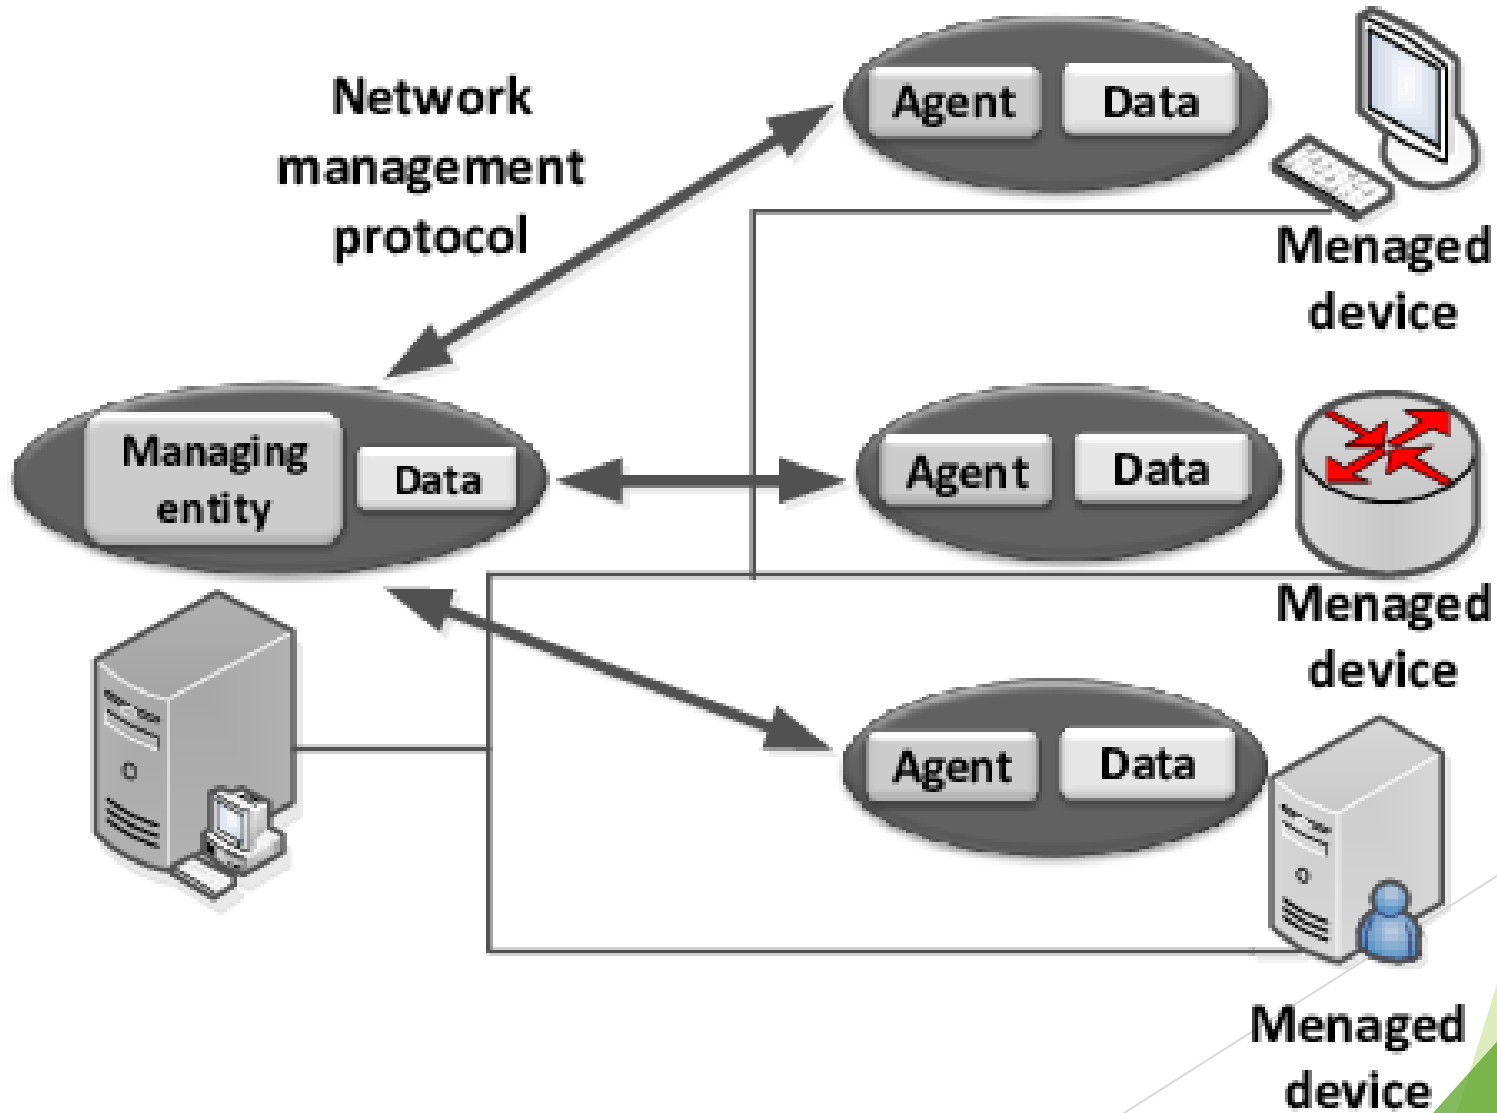 Network
management
protocol
Agent Data
Menaged
device
Managing
entity
Data
Agent Data
Menaged
device
Agent Data
Menaged
device